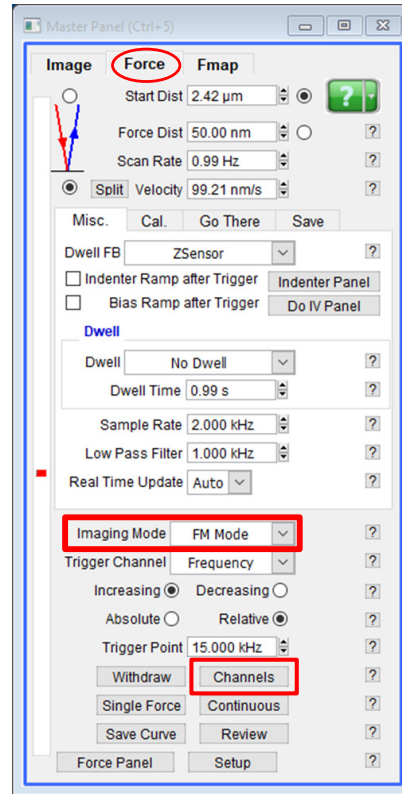 Master Panel (Ctrl+5)
Image Force Fmap
Start Dist 2.42 µm ?
Force Dist 50.00 nm ?
Scan Rate 0.99 Hz ?
Split Velocity 99.21 nm/s ?
Misc. Cal. Go There Save
Dwell FB ZSensor ?
Indenter Ramp after Trigger Indenter Panel
Bias Ramp after Trigger Do IV Panel
Dwell
Dwell No Dwell ?
Dwell Time 0.99 s ?
Sample Rate 2.000 kHz ?
Low Pass Filter 1.000 kHz ?
Real Time Update Auto ?
Imaging Mode FM Mode ?
Trigger Channel Frequency ?
Increasing Decreasing ?
Absolute Relative ?
Trigger Point 15.000 kHz ?
Withdraw Channels ?
Single Force Continuous ?
Save Curve Review ?
Force Panel Setup ?